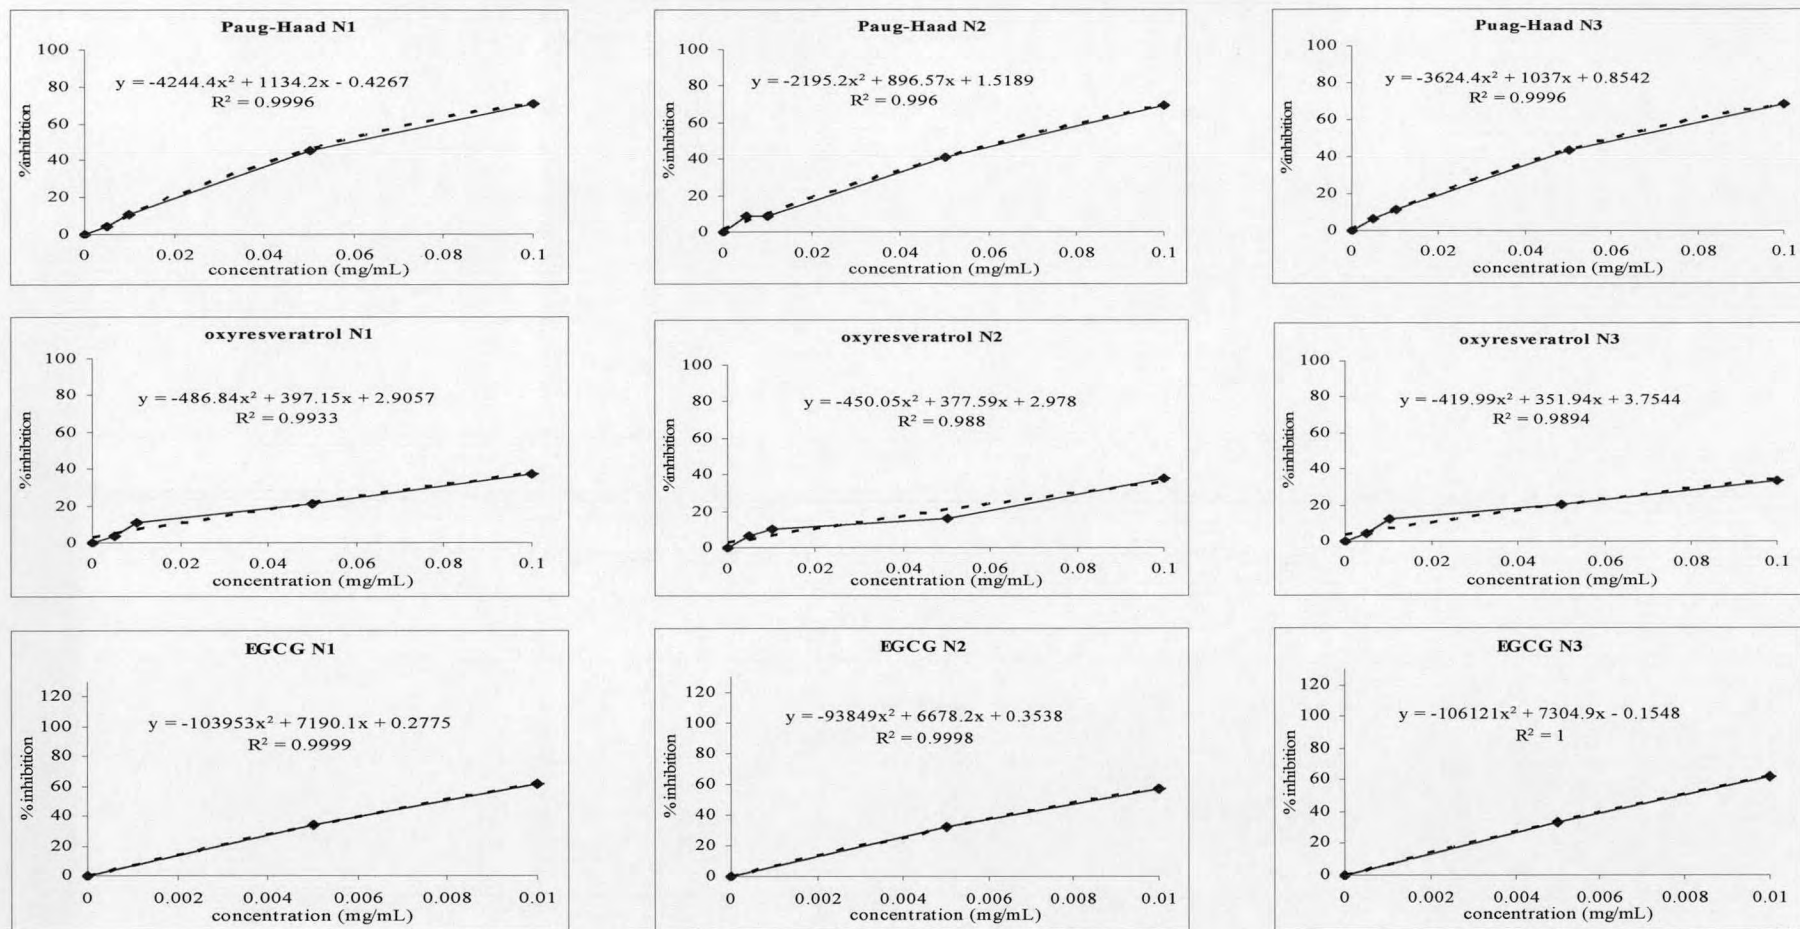 Paug-Haad N1
100
80
60
40
20
0
%inhibition
y = -4244.4x² + 1134.2x - 0.4267
R² = 0.9996
0 0.02 0.04 0.06 0.08 0.1
concentration (mg/mL)
Paug-Haad N2
100
80
60
40
20
0
%inhibition
y = -2195.2x² + 896.57x + 1.5189
R² = 0.996
0 0.02 0.04 0.06 0.08 0.1
concentration (mg/mL)
Puag-Haad N3
100
80
60
40
20
0
%inhibition
y = -3624.4x² + 1037x + 0.8542
R² = 0.9996
0 0.02 0.04 0.06 0.08 0.1
concentration (mg/mL)
oxyresveratrol N1
100
80
60
40
20
0
%inhibition
y = -486.84x² + 397.15x + 2.9057
R² = 0.9933
0 0.02 0.04 0.06 0.08 0.1
concentration (mg/mL)
oxyresveratrol N2
100
80
60
40
20
0
%inhibition
y = -450.05x² + 377.59x + 2.978
R² = 0.988
0 0.02 0.04 0.06 0.08 0.1
concentration (mg/mL)
oxyresveratrol N3
100
80
60
40
20
0
%inhibition
y = -419.99x² + 351.94x + 3.7544
R² = 0.9894
0 0.02 0.04 0.06 0.08 0.1
concentration (mg/mL)
EGCG N1
120
100
80
60
40
20
0
%inhibition
y = -103953x² + 7190.1x + 0.2775
R² = 0.9999
0 0.002 0.004 0.006 0.008 0.01
concentration (mg/mL)
EGCG N2
120
100
80
60
40
20
0
%inhibition
y = -93849x² + 6678.2x + 0.3538
R² = 0.9998
0 0.002 0.004 0.006 0.008 0.01
concentration (mg/mL)
EGCG N3
120
100
80
60
40
20
0
%inhibition
y = -106121x² + 7304.9x - 0.1548
R² = 1
0 0.002 0.004 0.006 0.008 0.01
concentration (mg/mL)